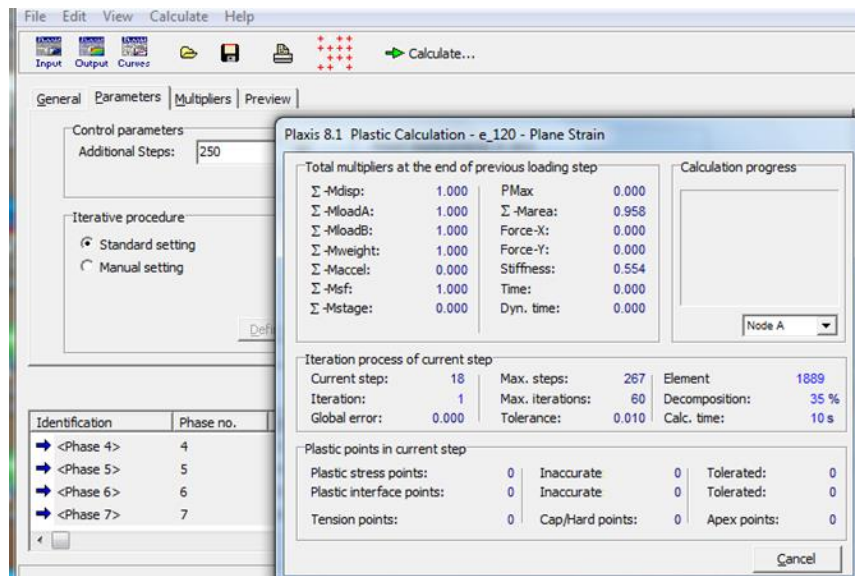 File Edit View Calculate Help
Input Output Curves Calculate...
General Parameters Multipliers Preview
Control parameters
Additional Steps: 250
Iterative procedure
Standard setting
Manual setting
Identification Phase no.
<Phase 4> 4
<Phase 5> 5
<Phase 6> 6
<Phase 7> 7
Plaxis 8.1 Plastic Calculation - e_120 - Plane Strain
Total multipliers at the end of previous loading step
Σ -Mdisp: 1.000 PMax 0.000
Σ -MloadA: 1.000 Σ -Marea: 0.958
Σ -MloadB: 1.000 Force-X: 0.000
Σ -Mweight: 1.000 Force-Y: 0.000
Σ -Maccel: 0.000 Stiffness: 0.554
Σ -Msf: 1.000 Time: 0.000
Σ -Mstage: 0.000 Dyn. time: 0.000
Calculation progress
Node A
Iteration process of current step
Current step: 18 Max. steps: 267 Element 1889
Iteration: 1 Max. iterations: 60 Decomposition: 35 %
Global error: 0.000 Tolerance: 0.010 Calc. time: 10 s
Plastic points in current step
Plastic stress points: 0 Inaccurate 0 Tolerated: 0
Plastic interface points: 0 Inaccurate 0 Tolerated: 0
Tension points: 0 Cap/Hard points: 0 Apex points: 0
Cancel